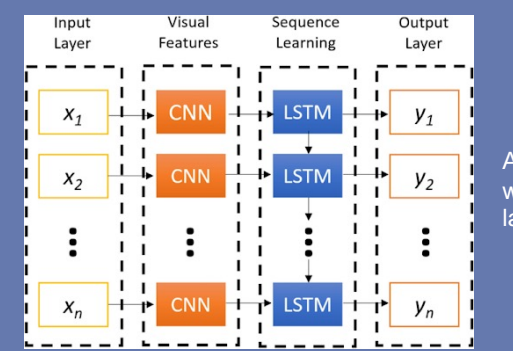 Input Layer
Visual Features
Sequence Learning
Output Layer
x1 CNN LSTM y1
x2 CNN LSTM y2
xn CNN LSTM yn